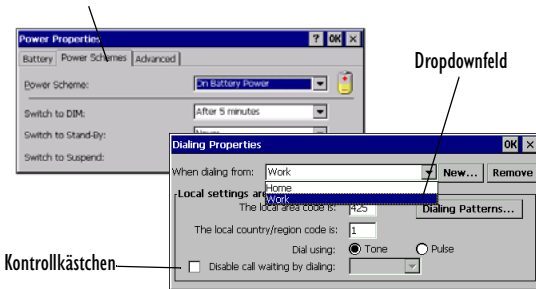 Power Properties ? OK ×
Battery Power Schemes Advanced
Power Scheme: On Battery Power
Switch to DIM: After 5 minutes
Switch to Stand-By: Never
Switch to Suspend:
Dropdownfeld
Dialing Properties OK ×
When dialing from: Work New... Remove
Home
Work
Local settings are
The local area code is: 425 Dialing Patterns...
The local country/region code is: 1
Dial using: Tone Pulse
Kontrollkästchen
Disable call waiting by dialing: